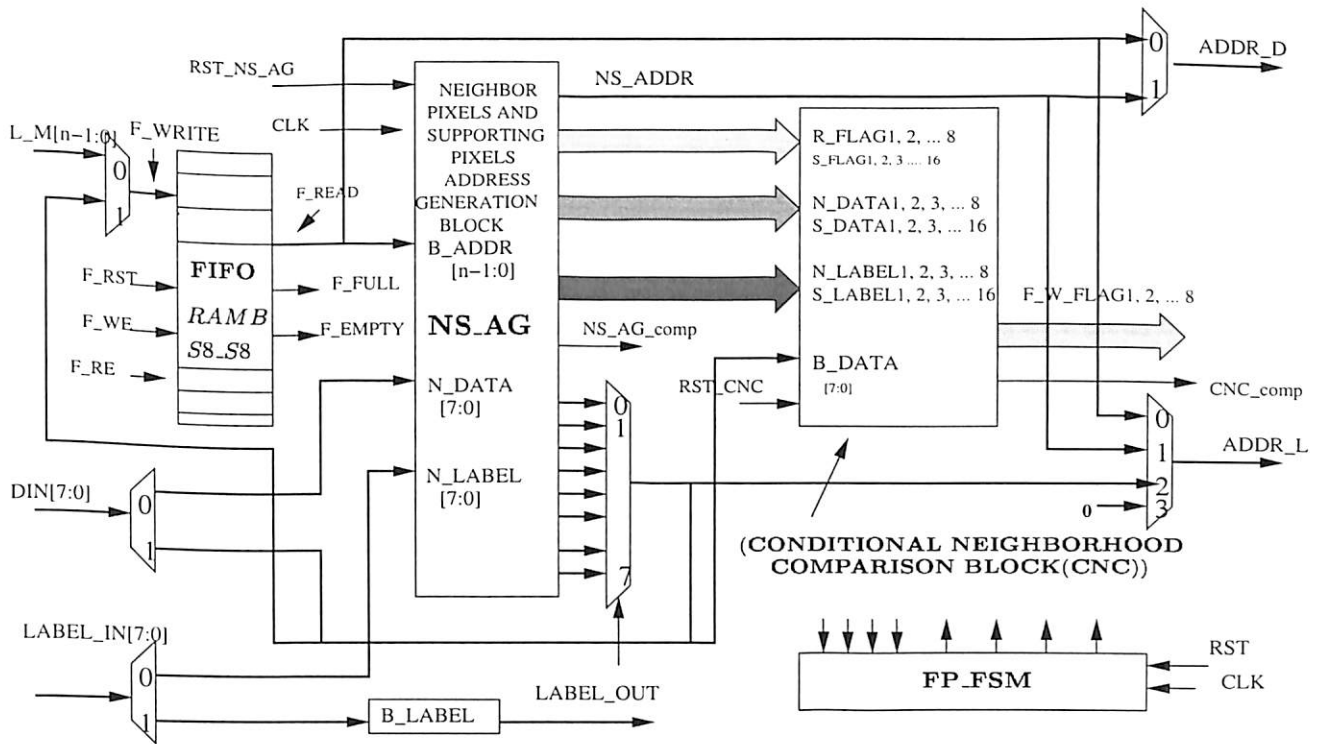 0
ADDR_D
1
RST_NS_AG
NEIGHBOR
PIXELS AND
SUPPORTING
PIXELS
ADDRESS
GENERATION
BLOCK
B_ADDR
[n-1:0]
NS_AG
N_DATA
[7:0]
N_LABEL
[7:0]
NS_ADDR
CLK
L_M[n-1:0]
F_WRITE
0
1
F_READ
FIFO
RAMB
S8_S8
F_RST
F_WE
F_RE
F_FULL
F_EMPTY
R_FLAG1, 2, ... 8
S_FLAG1, 2, 3 .... 16
N_DATA1, 2, 3, ... 8
S_DATA1, 2, 3, ... 16
N_LABEL1, 2, 3, ... 8
S_LABEL1, 2, 3, ... 16
B_DATA
[7:0]
F_W_FLAG1, 2, ... 8
NS_AG_comp
RST_CNC
CNC_comp
0
1
7
0
1
2
3
ADDR_L
0
DIN[7:0]
0
1
(CONDITIONAL NEIGHBORHOOD
COMPARISON BLOCK(CNC))
LABEL_IN[7:0]
0
1
B_LABEL
LABEL_OUT
FP_FSM
RST
CLK